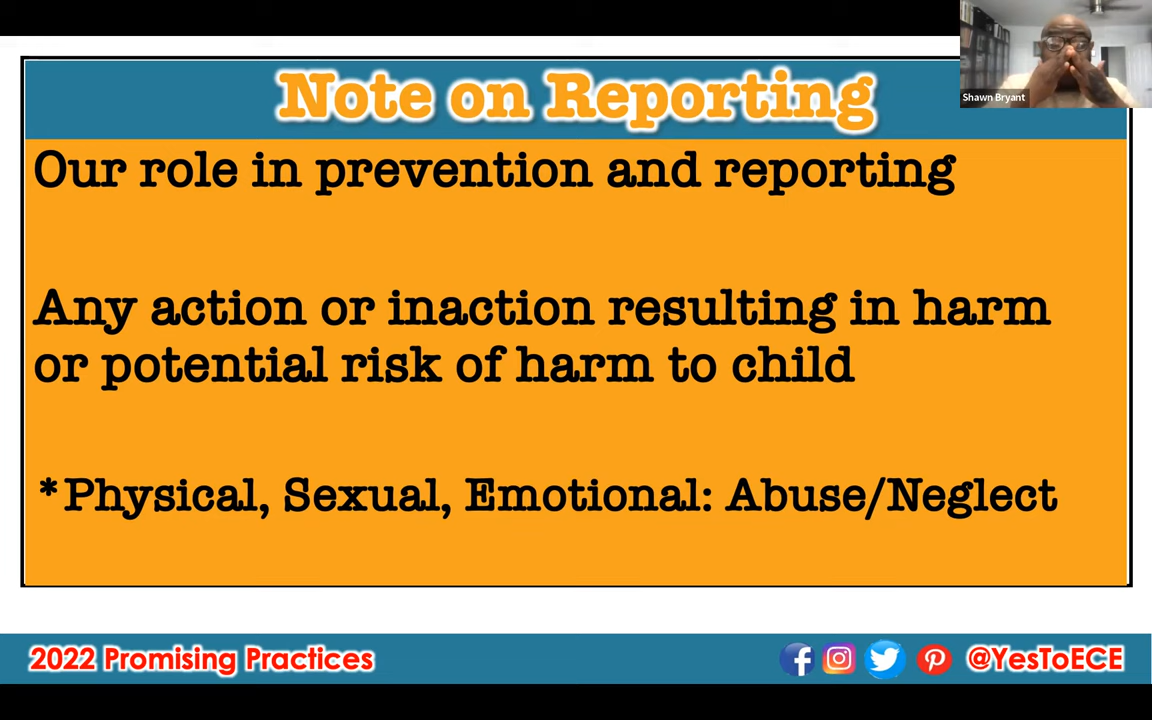 Note on Reporting
Shawn Bryant
Our role in prevention and reporting
Any action or inaction resulting in harm
or potential risk of harm to child
*Physical, Sexual, Emotional: Abuse/Neglect
2022 Promising Practices
@YesToECE